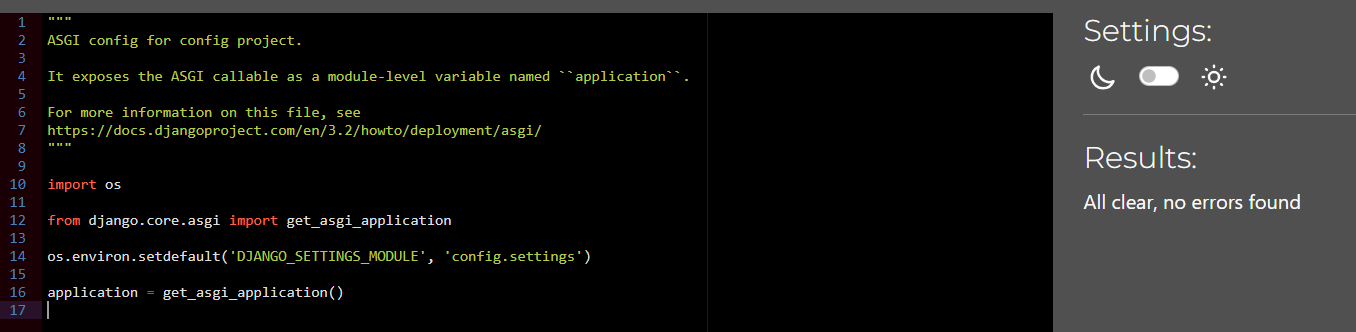 1 """
2 ASGI config for config project.
3
4 It exposes the ASGI callable as a module-level variable named ``application``.
5
6 For more information on this file, see
7 https://docs.djangoproject.com/en/3.2/howto/deployment/asgi/
8 """
9
10 import os
11
12 from django.core.asgi import get_asgi_application
13
14 os.environ.setdefault('DJANGO_SETTINGS_MODULE', 'config.settings')
15
16 application = get_asgi_application()
17
Settings:
Results:
All clear, no errors found